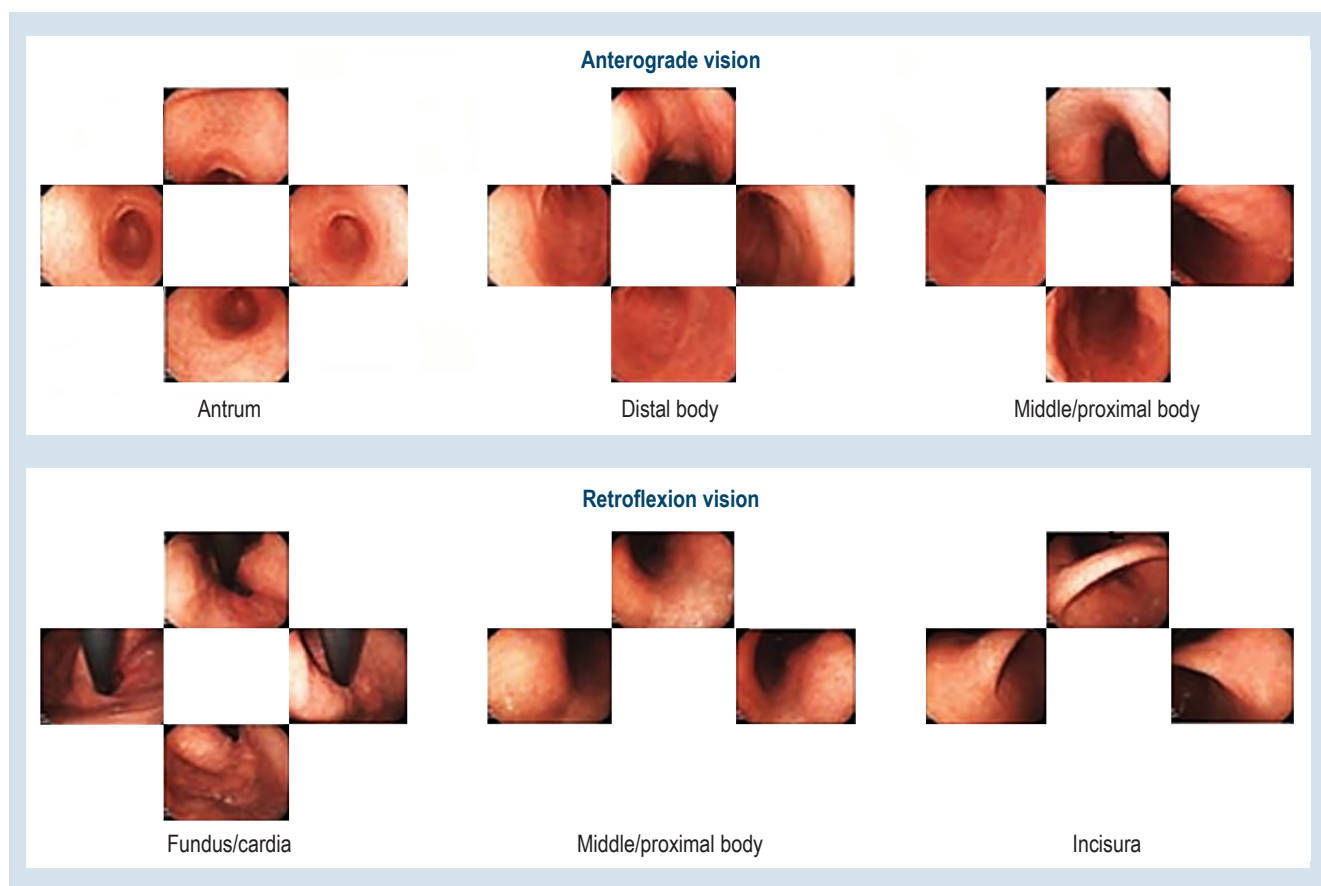 Anterograde vision
Antrum
Distal body
Middle/proximal body
Retroflexion vision
Fundus/cardia
Middle/proximal body
Incisura